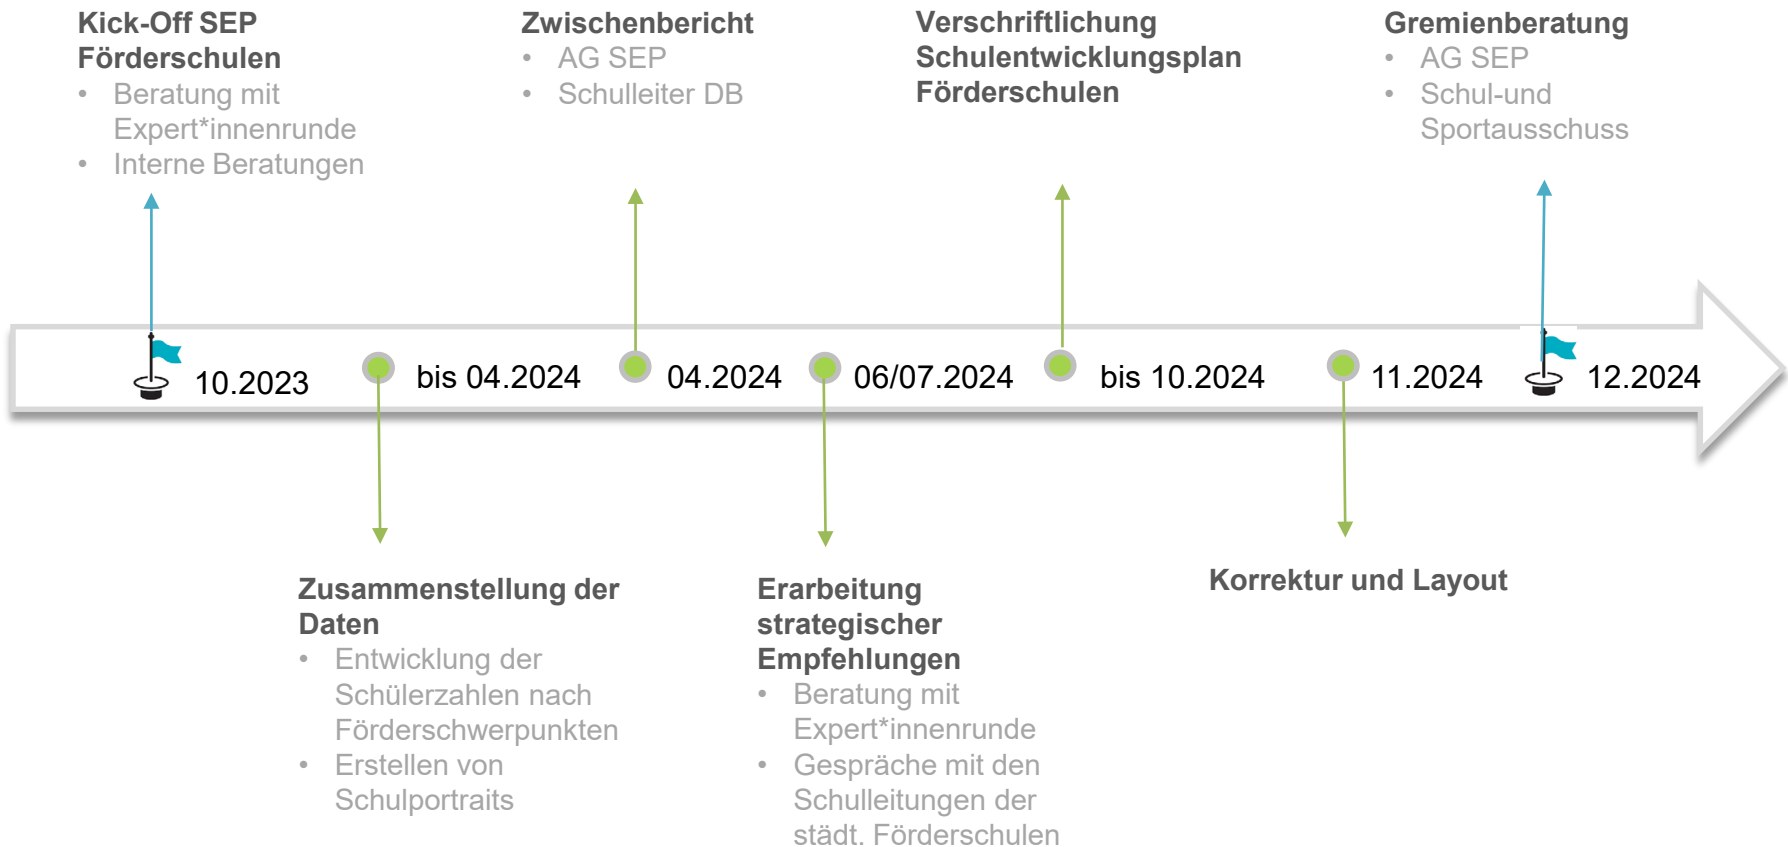 Kick-Off SEP
Förderschulen
• Beratung mit
Expert*innenrunde
• Interne Beratungen
Zwischenbericht
• AG SEP
• Schulleiter DB
Verschriftlichung
Schulentwicklungsplan
Förderschulen
Gremienberatung
• AG SEP
• Schul-und
Sportausschuss
10.2023
bis 04.2024
04.2024
06/07.2024
bis 10.2024
11.2024
12.2024
Zusammenstellung der
Daten
• Entwicklung der
Schülerzahlen nach
Förderschwerpunkten
• Erstellen von
Schulportraits
Erarbeitung
strategischer
Empfehlungen
• Beratung mit
Expert*innenrunde
• Gespräche mit den
Schulleitungen der
städt. Förderschulen
Korrektur und Layout